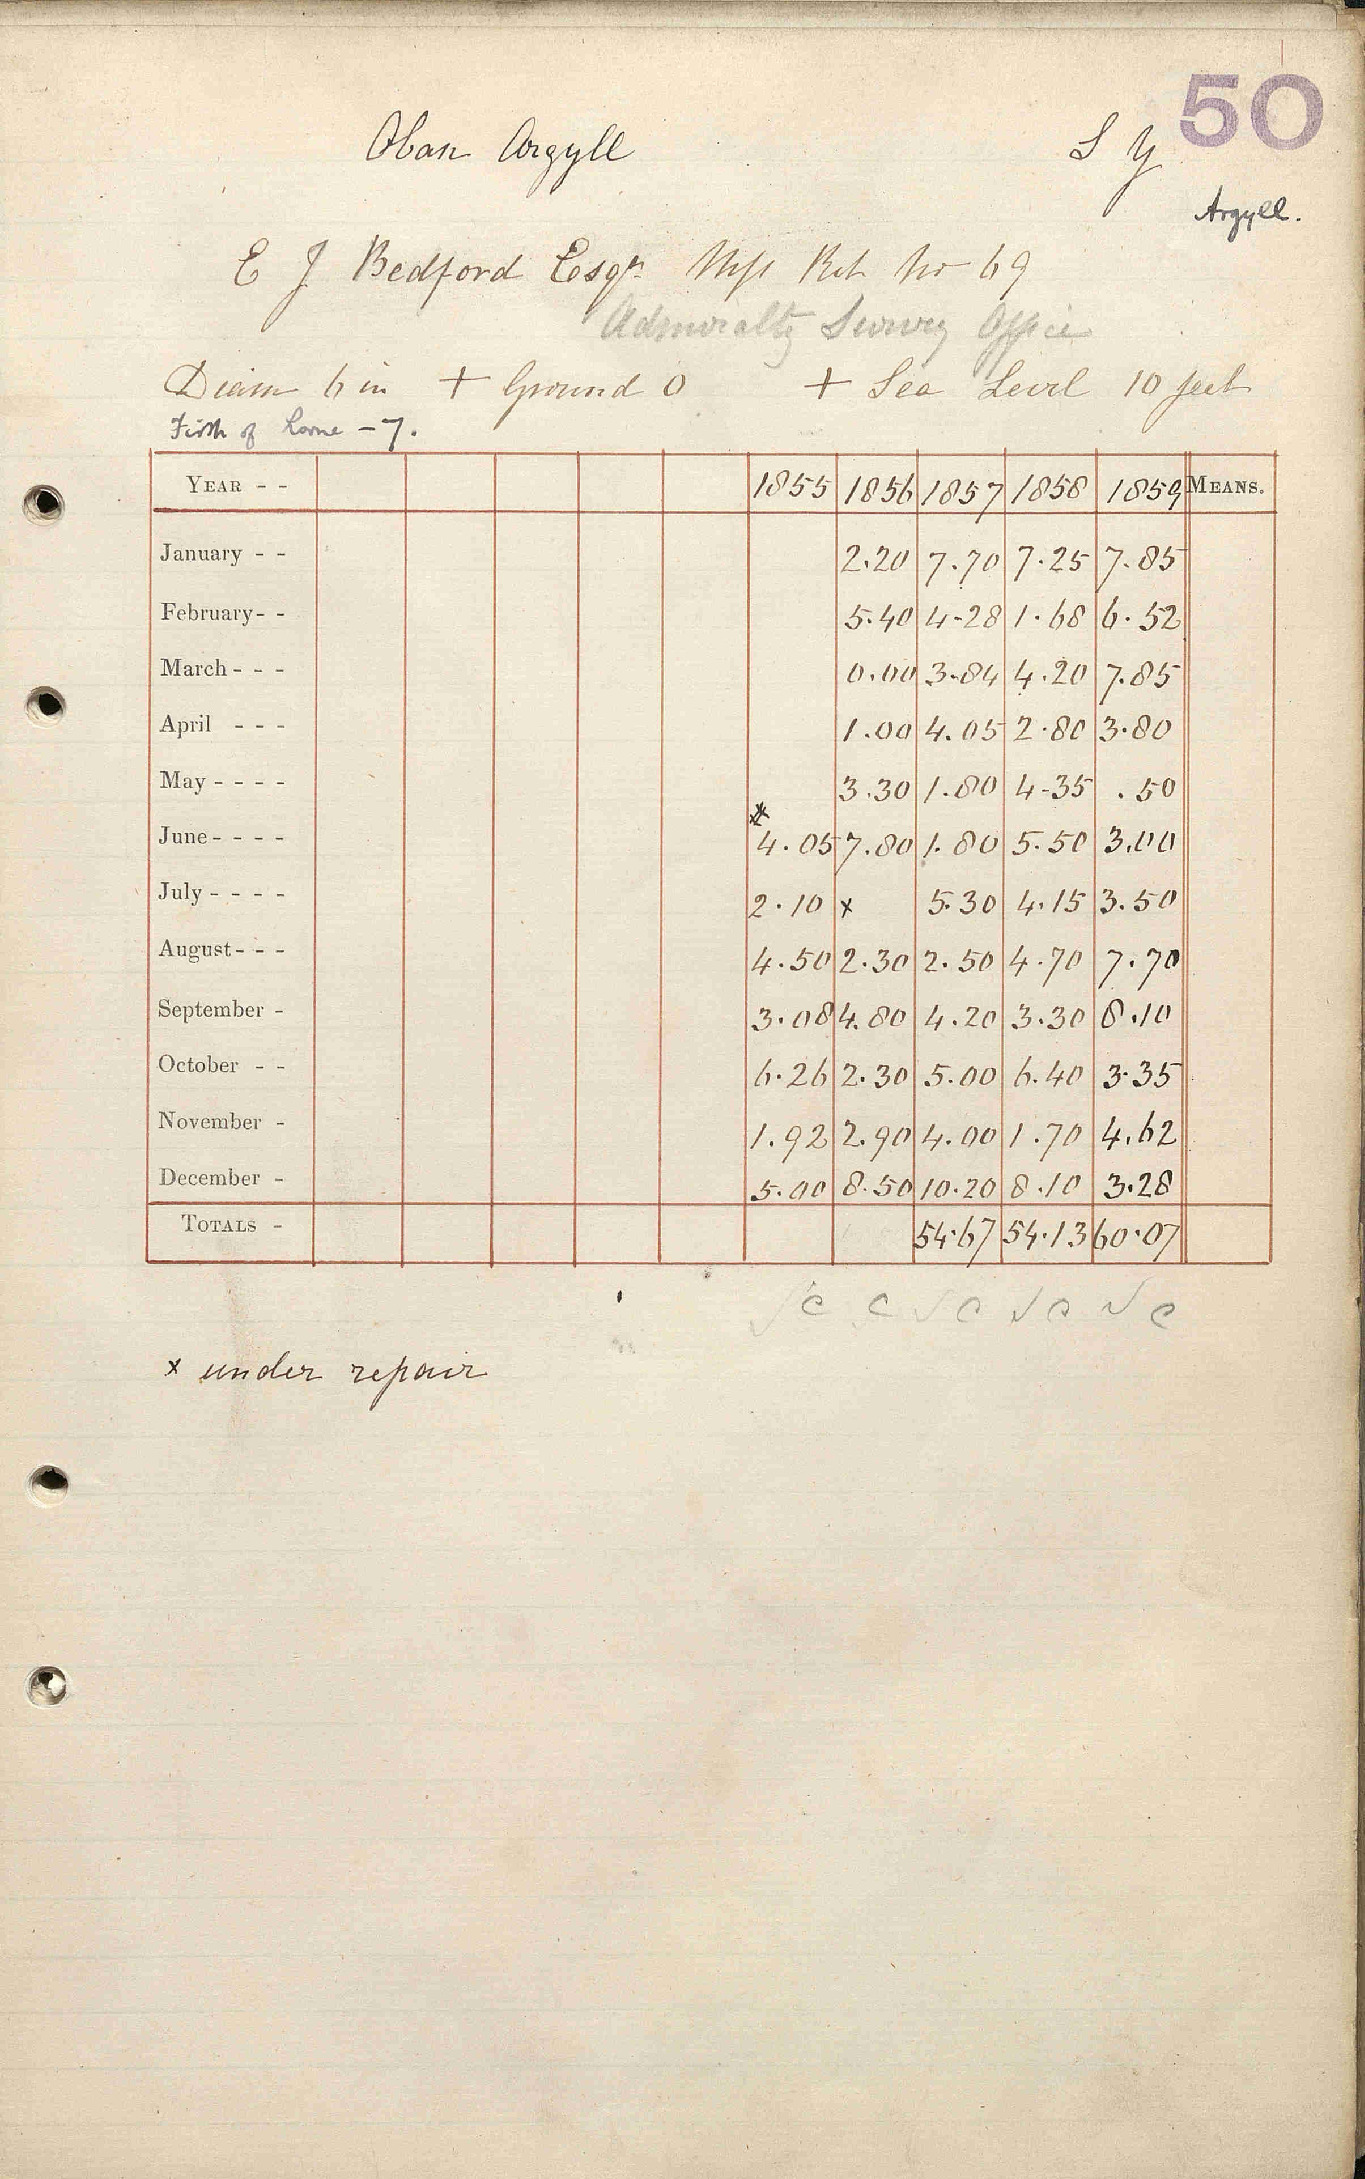 50
Oban Argyll S Y
Argyll.
E J Bedford Esqr Mss Ret No 69
Admiralty Survey Office
Diam 6 in + Ground 0 + Sea Level 10 feet
Firth of Lorne - 7.
YEAR - - 1855 1856 1857 1858 1859 MEANS.
January - - 2.20 7.70 7.25 7.85
February - - 5.40 4.28 1.68 6.52
March - - - 0.00 3.84 4.20 7.85
April - - - 1.00 4.05 2.80 3.80
May - - - - 3.30 1.80 4.35 .50
June - - - - 4.05 7.80 1.80 5.50 3.00
July - - - - 2.10 x 5.30 4.15 3.50
August - - - 4.50 2.30 2.50 4.70 7.70
September - 3.08 4.80 4.20 3.30 8.10
October - - 6.26 2.30 5.00 6.40 3.35
November - 1.92 2.90 4.00 1.70 4.62
December - 5.00 8.50 10.20 8.10 3.28
TOTALS - 54.67 54.13 60.07
√c c √c √c √c
x under repair